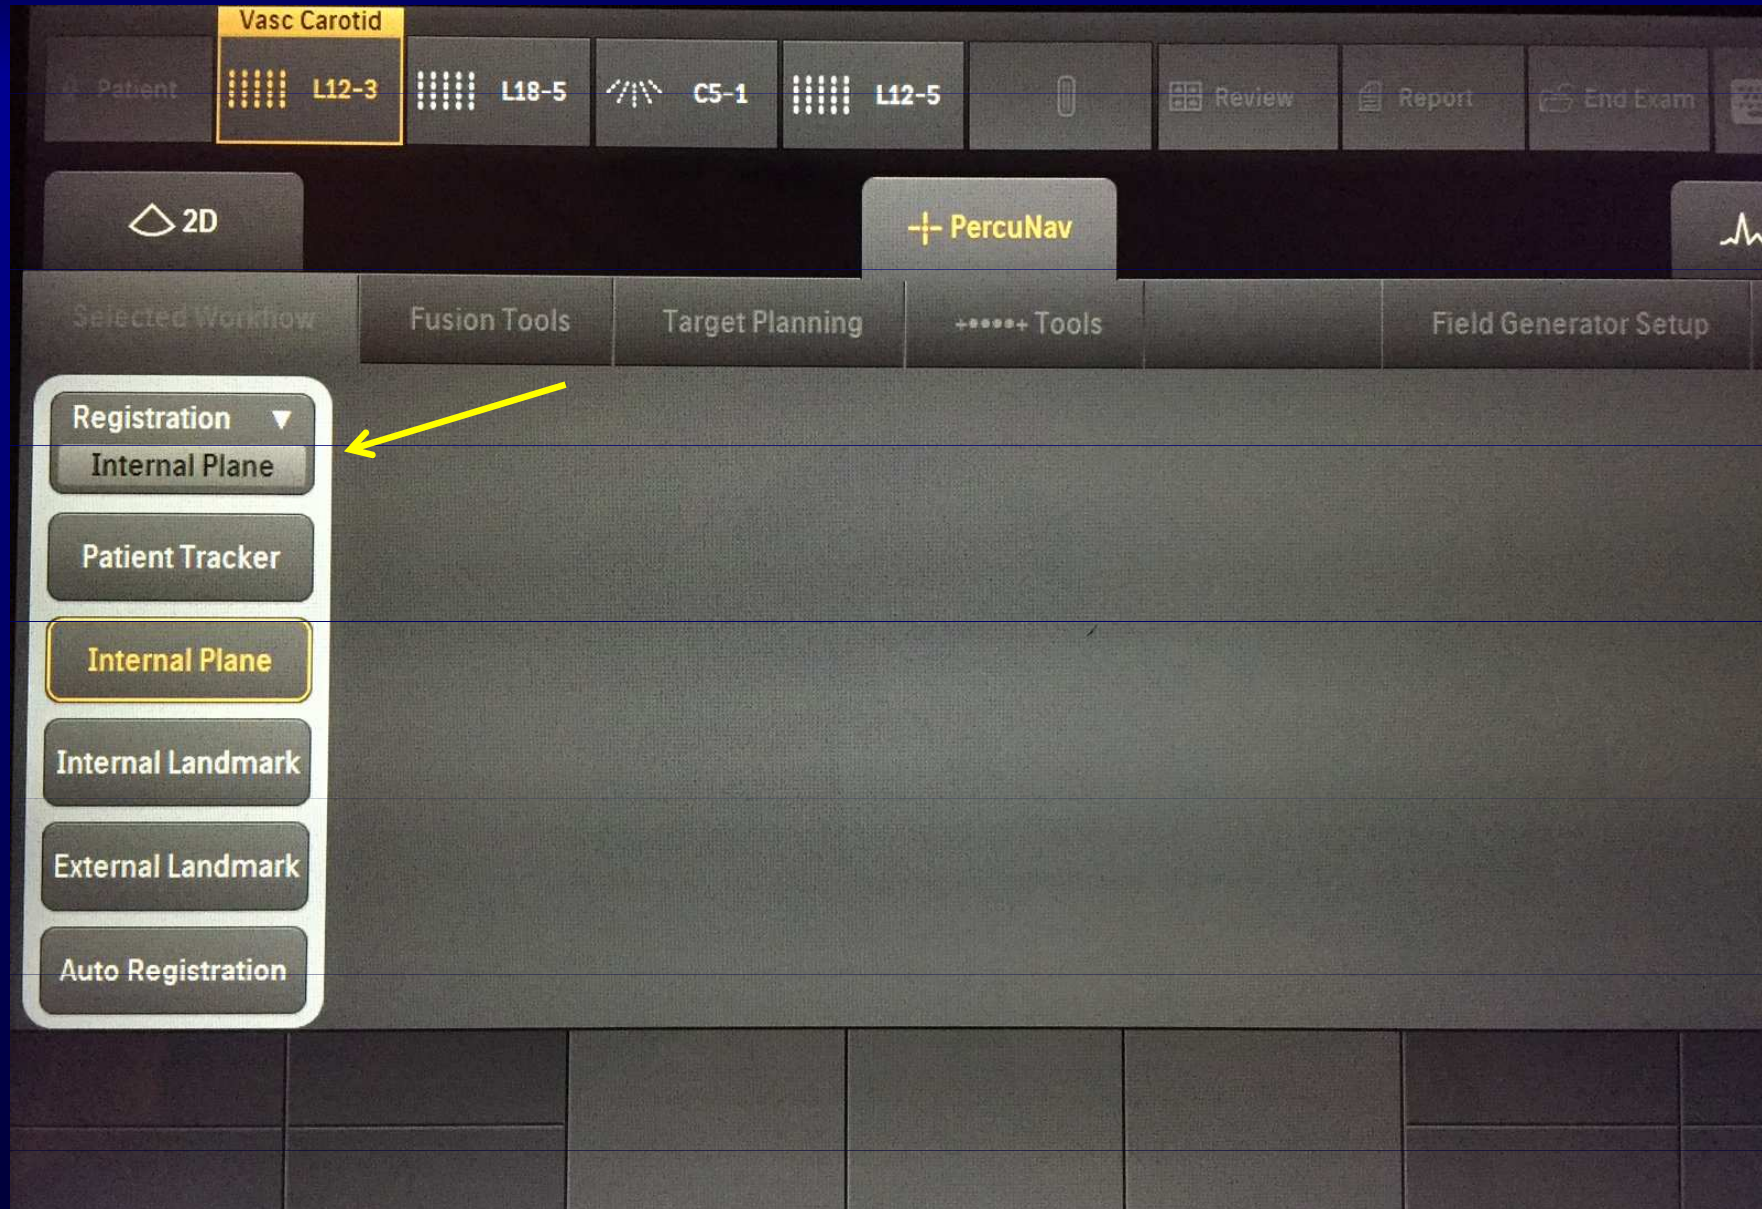 Vasc Carotid
Patient
L12-3
L18-5
C5-1
L12-5
Review
Report
End Exam
2D
PercuNav
Selected Workflow
Fusion Tools
Target Planning
Tools
Field Generator Setup
Registration
Internal Plane
Patient Tracker
Internal Plane
Internal Landmark
External Landmark
Auto Registration